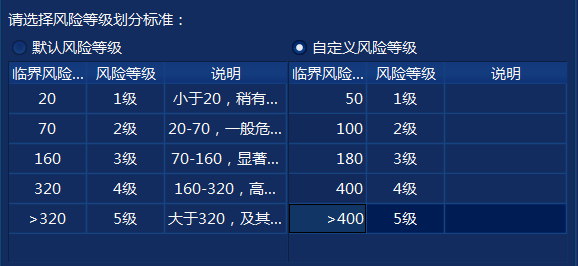 请选择风险等级划分标准：
默认风险等级 自定义风险等级
临界风险... 风险等级 说明 临界风险... 风险等级 说明
20 1级 小于20，稍有... 50 1级
70 2级 20-70，一般危... 100 2级
160 3级 70-160，显著... 180 3级
320 4级 160-320，高... 400 4级
>320 5级 大于320，及其... >400 5级